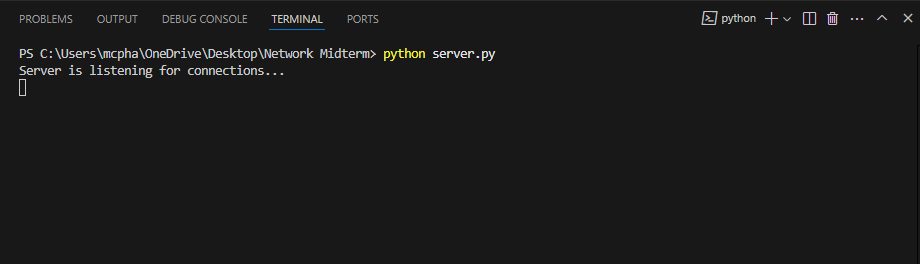 PROBLEMS OUTPUT DEBUG CONSOLE TERMINAL PORTS python
PS C:\Users\mcpha\OneDrive\Desktop\Network Midterm> python server.py
Server is listening for connections...